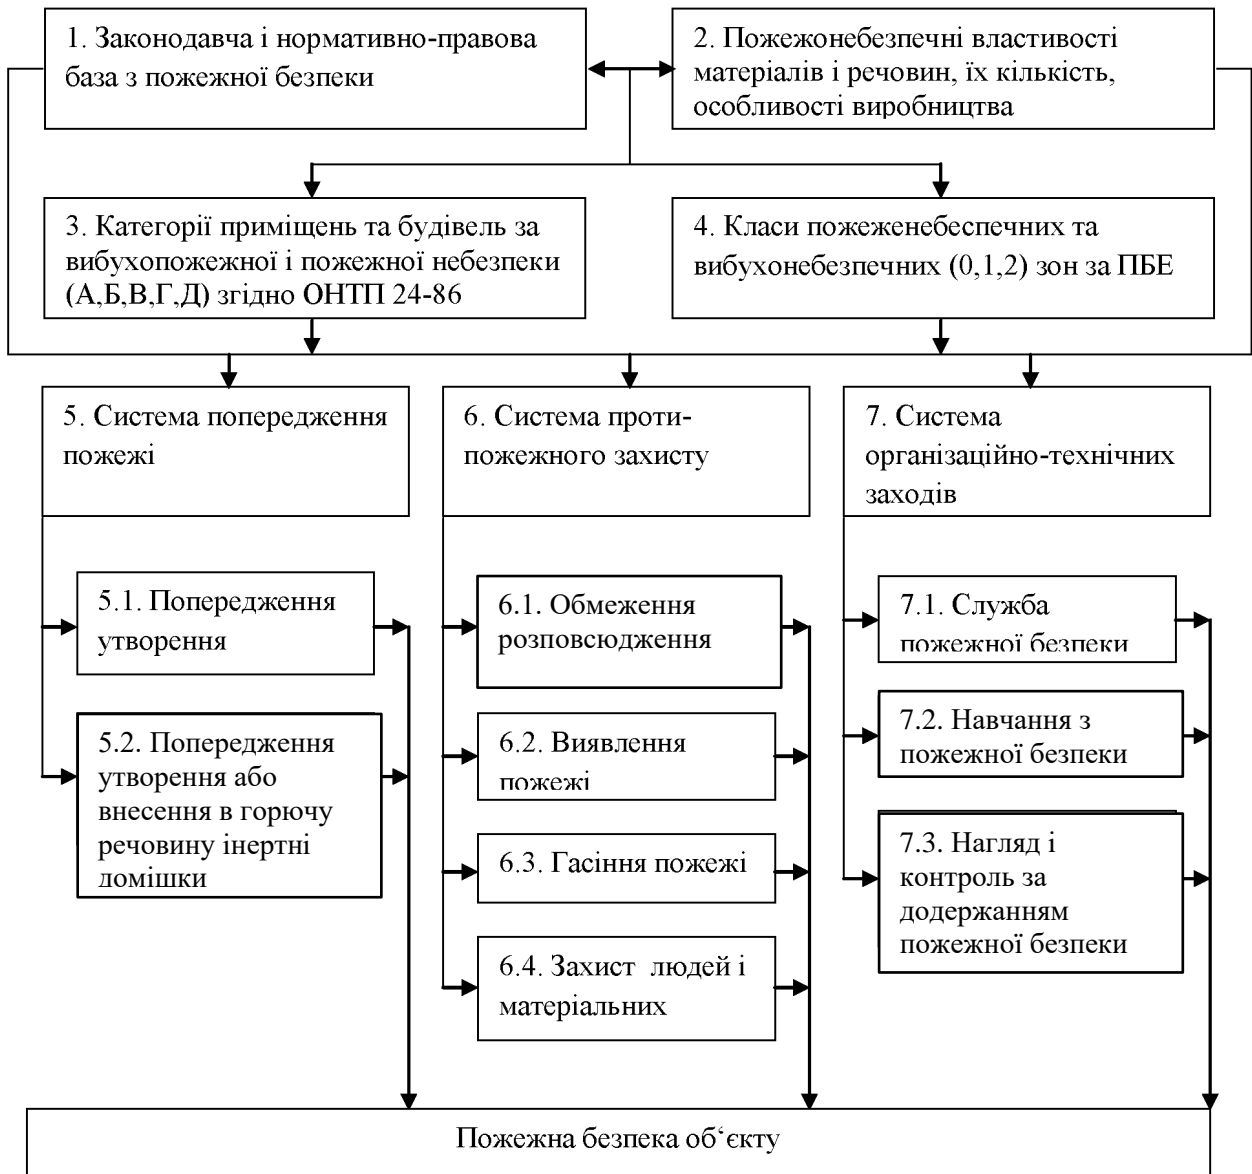 1. Законодавча і нормативно-правова
база з пожежної безпеки
2. Пожежонебезпечні властивості
матеріалів і речовин, їх кількість,
особливості виробництва
3. Категорії приміщень та будівель за
вибухопожежної і пожежної небезпеки
(А,Б,В,Г,Д) згідно ОНТП 24-86
4. Класи пожеженебеспечних та
вибухонебезпечних (0,1,2) зон за ПБЕ
5. Система попередження
пожежі
6. Система проти-
пожежного захисту
7. Система
організаційно-технічних
заходів
5.1. Попередження
утворення
5.2. Попередження
утворення або
внесення в горючу
речовину інертні
домішки
6.1. Обмеження
розповсюдження
6.2. Виявлення
пожежі
6.3. Гасіння пожежі
6.4. Захист людей і
матеріальних
7.1. Служба
пожежної безпеки
7.2. Навчання з
пожежної безпеки
7.3. Нагляд і
контроль за
додержанням
пожежної безпеки
Пожежна безпека об‘єкту